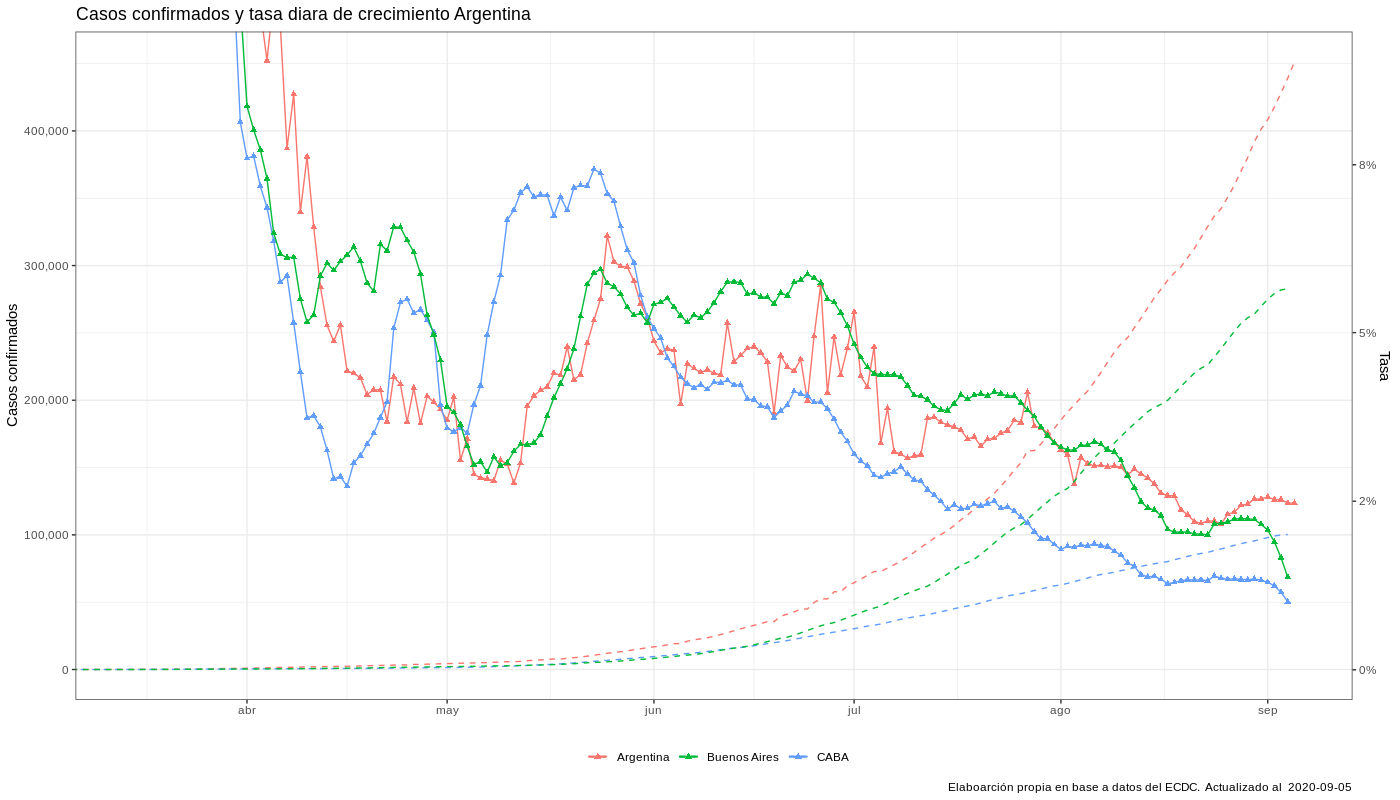 Casos confirmados y tasa diara de crecimiento Argentina
Casos confirmados
400,000
300,000
200,000
100,000
0
8%
5%
2%
0%
Tasa
abr may jun jul ago sep
Argentina Buenos Aires CABA
Elaboarción propia en base a datos del ECDC. Actualizado al 2020-09-05